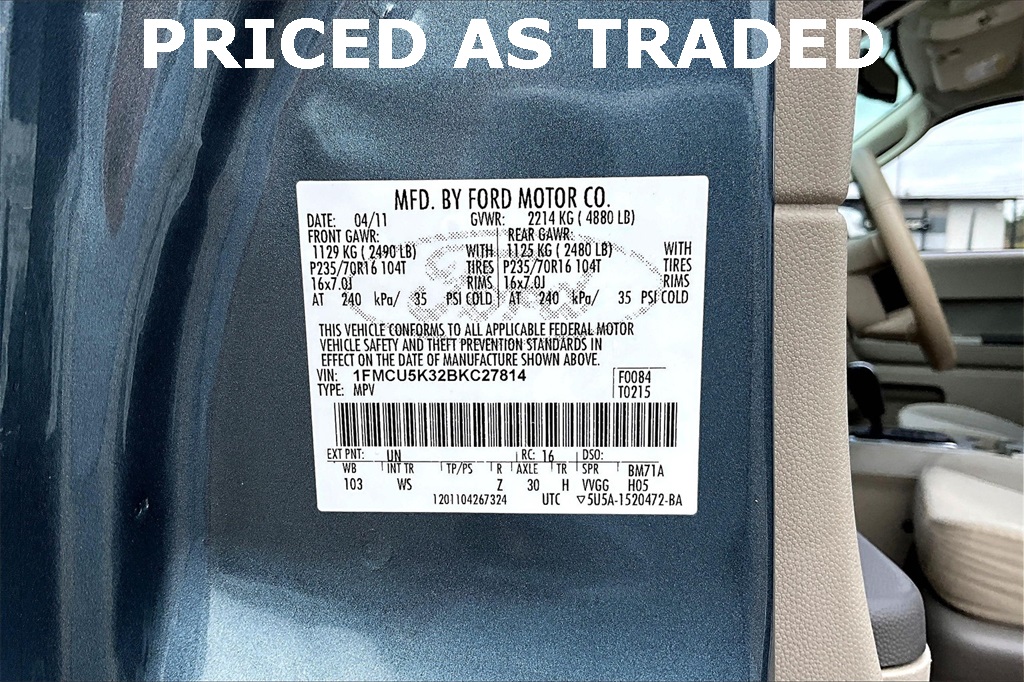 PRICED AS TRADED
MFD. BY FORD MOTOR CO.
DATE: 04/11 GVWR: 2214 KG ( 4880 LB)
FRONT GAWR: REAR GAWR:
1129 KG ( 2490 LB) WITH 1125 KG ( 2480 LB) WITH
P235/70R16 104T TIRES P235/70R16 104T TIRES
16x7.0J RIMS 16x7.0J RIMS
AT 240 kPa/ 35 PSI COLD AT 240 kPa/ 35 PSI COLD
Ford
THIS VEHICLE CONFORMS TO ALL APPLICABLE FEDERAL MOTOR
VEHICLE SAFETY AND THEFT PREVENTION STANDARDS IN
EFFECT ON THE DATE OF MANUFACTURE SHOWN ABOVE.
VIN: 1FMCU5K32BKC27814 F0084
TYPE: MPV T0215
EXT PNT: UN RC: 16 DSO:
WB INT TR TP/PS R AXLE TR SPR BM71A
103 WS Z 30 H VVGG H05
1201104267324 UTC ▽5U5A-1520472-BA